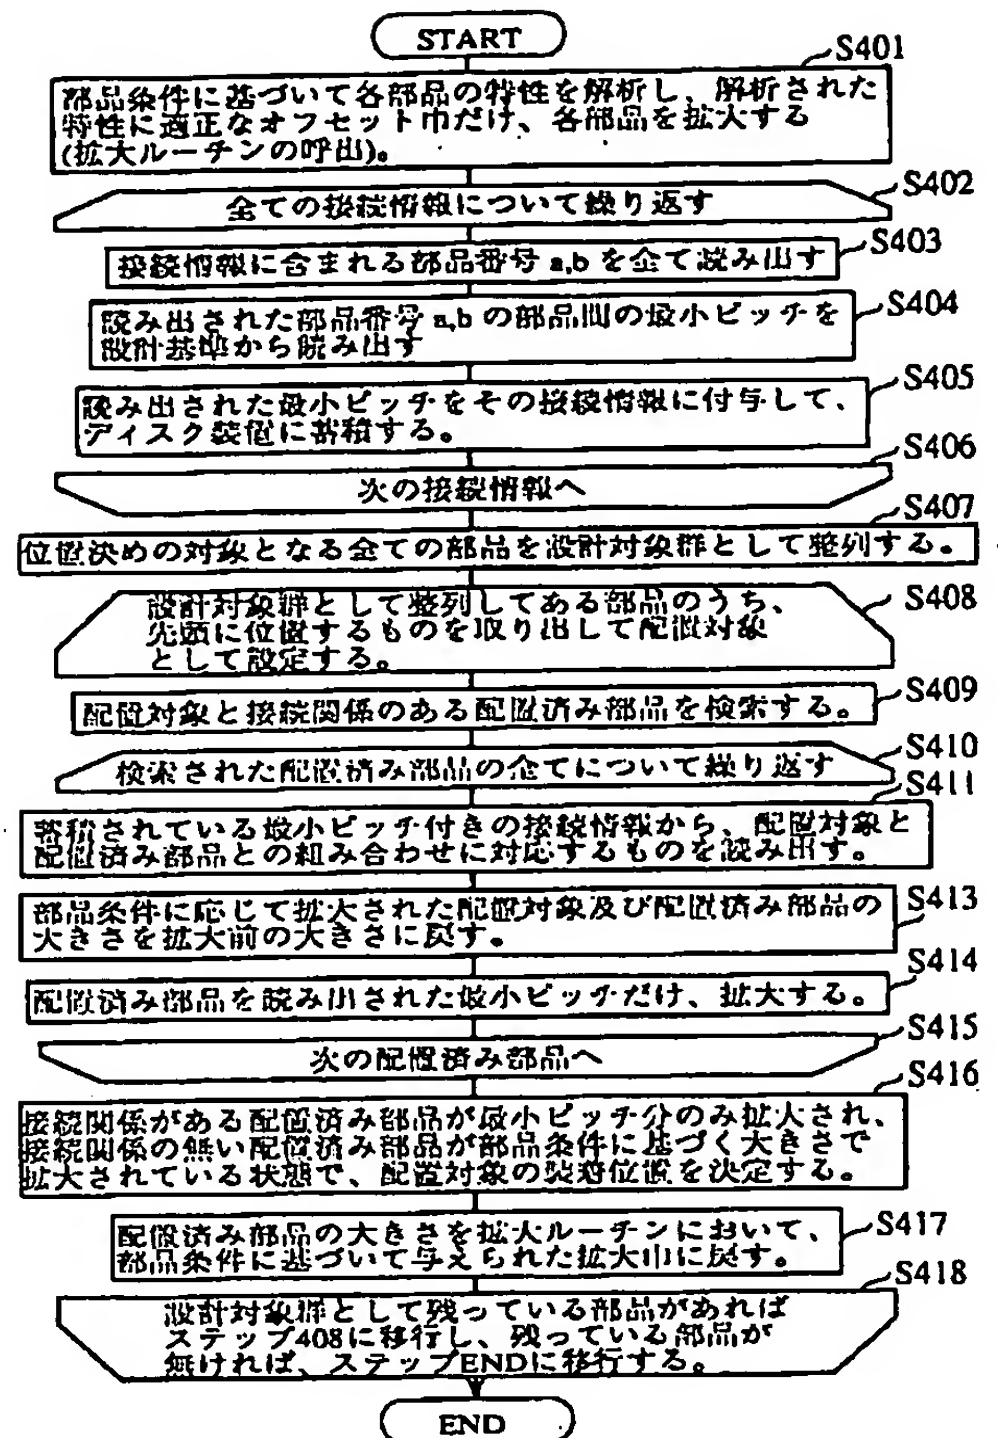 START
S401
部品条件に基づいて各部品の特性を解析し、解析された
特性に適正なオフセット巾だけ、各部品を拡大する
(拡大ルーチンの呼出)。
S402
全ての接続情報について繰り返す
S403
接続情報に含まれる部品番号a,bを全て読み出す
S404
読み出された部品番号a,bの部品間の最小ピッチを
設計基準から読み出す
S405
読み出された最小ピッチをその接続情報に付与して、
ディスク装置に蓄積する。
S406
次の接続情報へ
S407
位置決めの対象となる全ての部品を設計対象群として整列する。
S408
設計対象群として整列してある部品のうち、
先頭に位置するものを取り出して配置対象
として設定する。
S409
配置対象と接続関係のある配置済み部品を検索する。
S410
検索された配置済み部品の全てについて繰り返す
S411
蓄積されている最小ピッチ付きの接続情報から、配置対象と
配置済み部品との組み合わせに対応するものを読み出す。
S413
部品条件に応じて拡大された配置対象及び配置済み部品の
大きさを拡大前の大きさに戻す。
S414
配置済み部品を読み出された最小ピッチだけ、拡大する。
S415
次の配置済み部品へ
S416
接続関係がある配置済み部品が最小ピッチ分のみ拡大され、
接続関係の無い配置済み部品が部品条件に基づく大きさで
拡大されている状態で、配置対象の装着位置を決定する。
S417
配置済み部品の大きさを拡大ルーチンにおいて、
部品条件に基づいて与えられた拡大巾に戻す。
S418
設計対象群として残っている部品があれば
ステップ408に移行し、残っている部品が
無ければ、ステップENDに移行する。
END